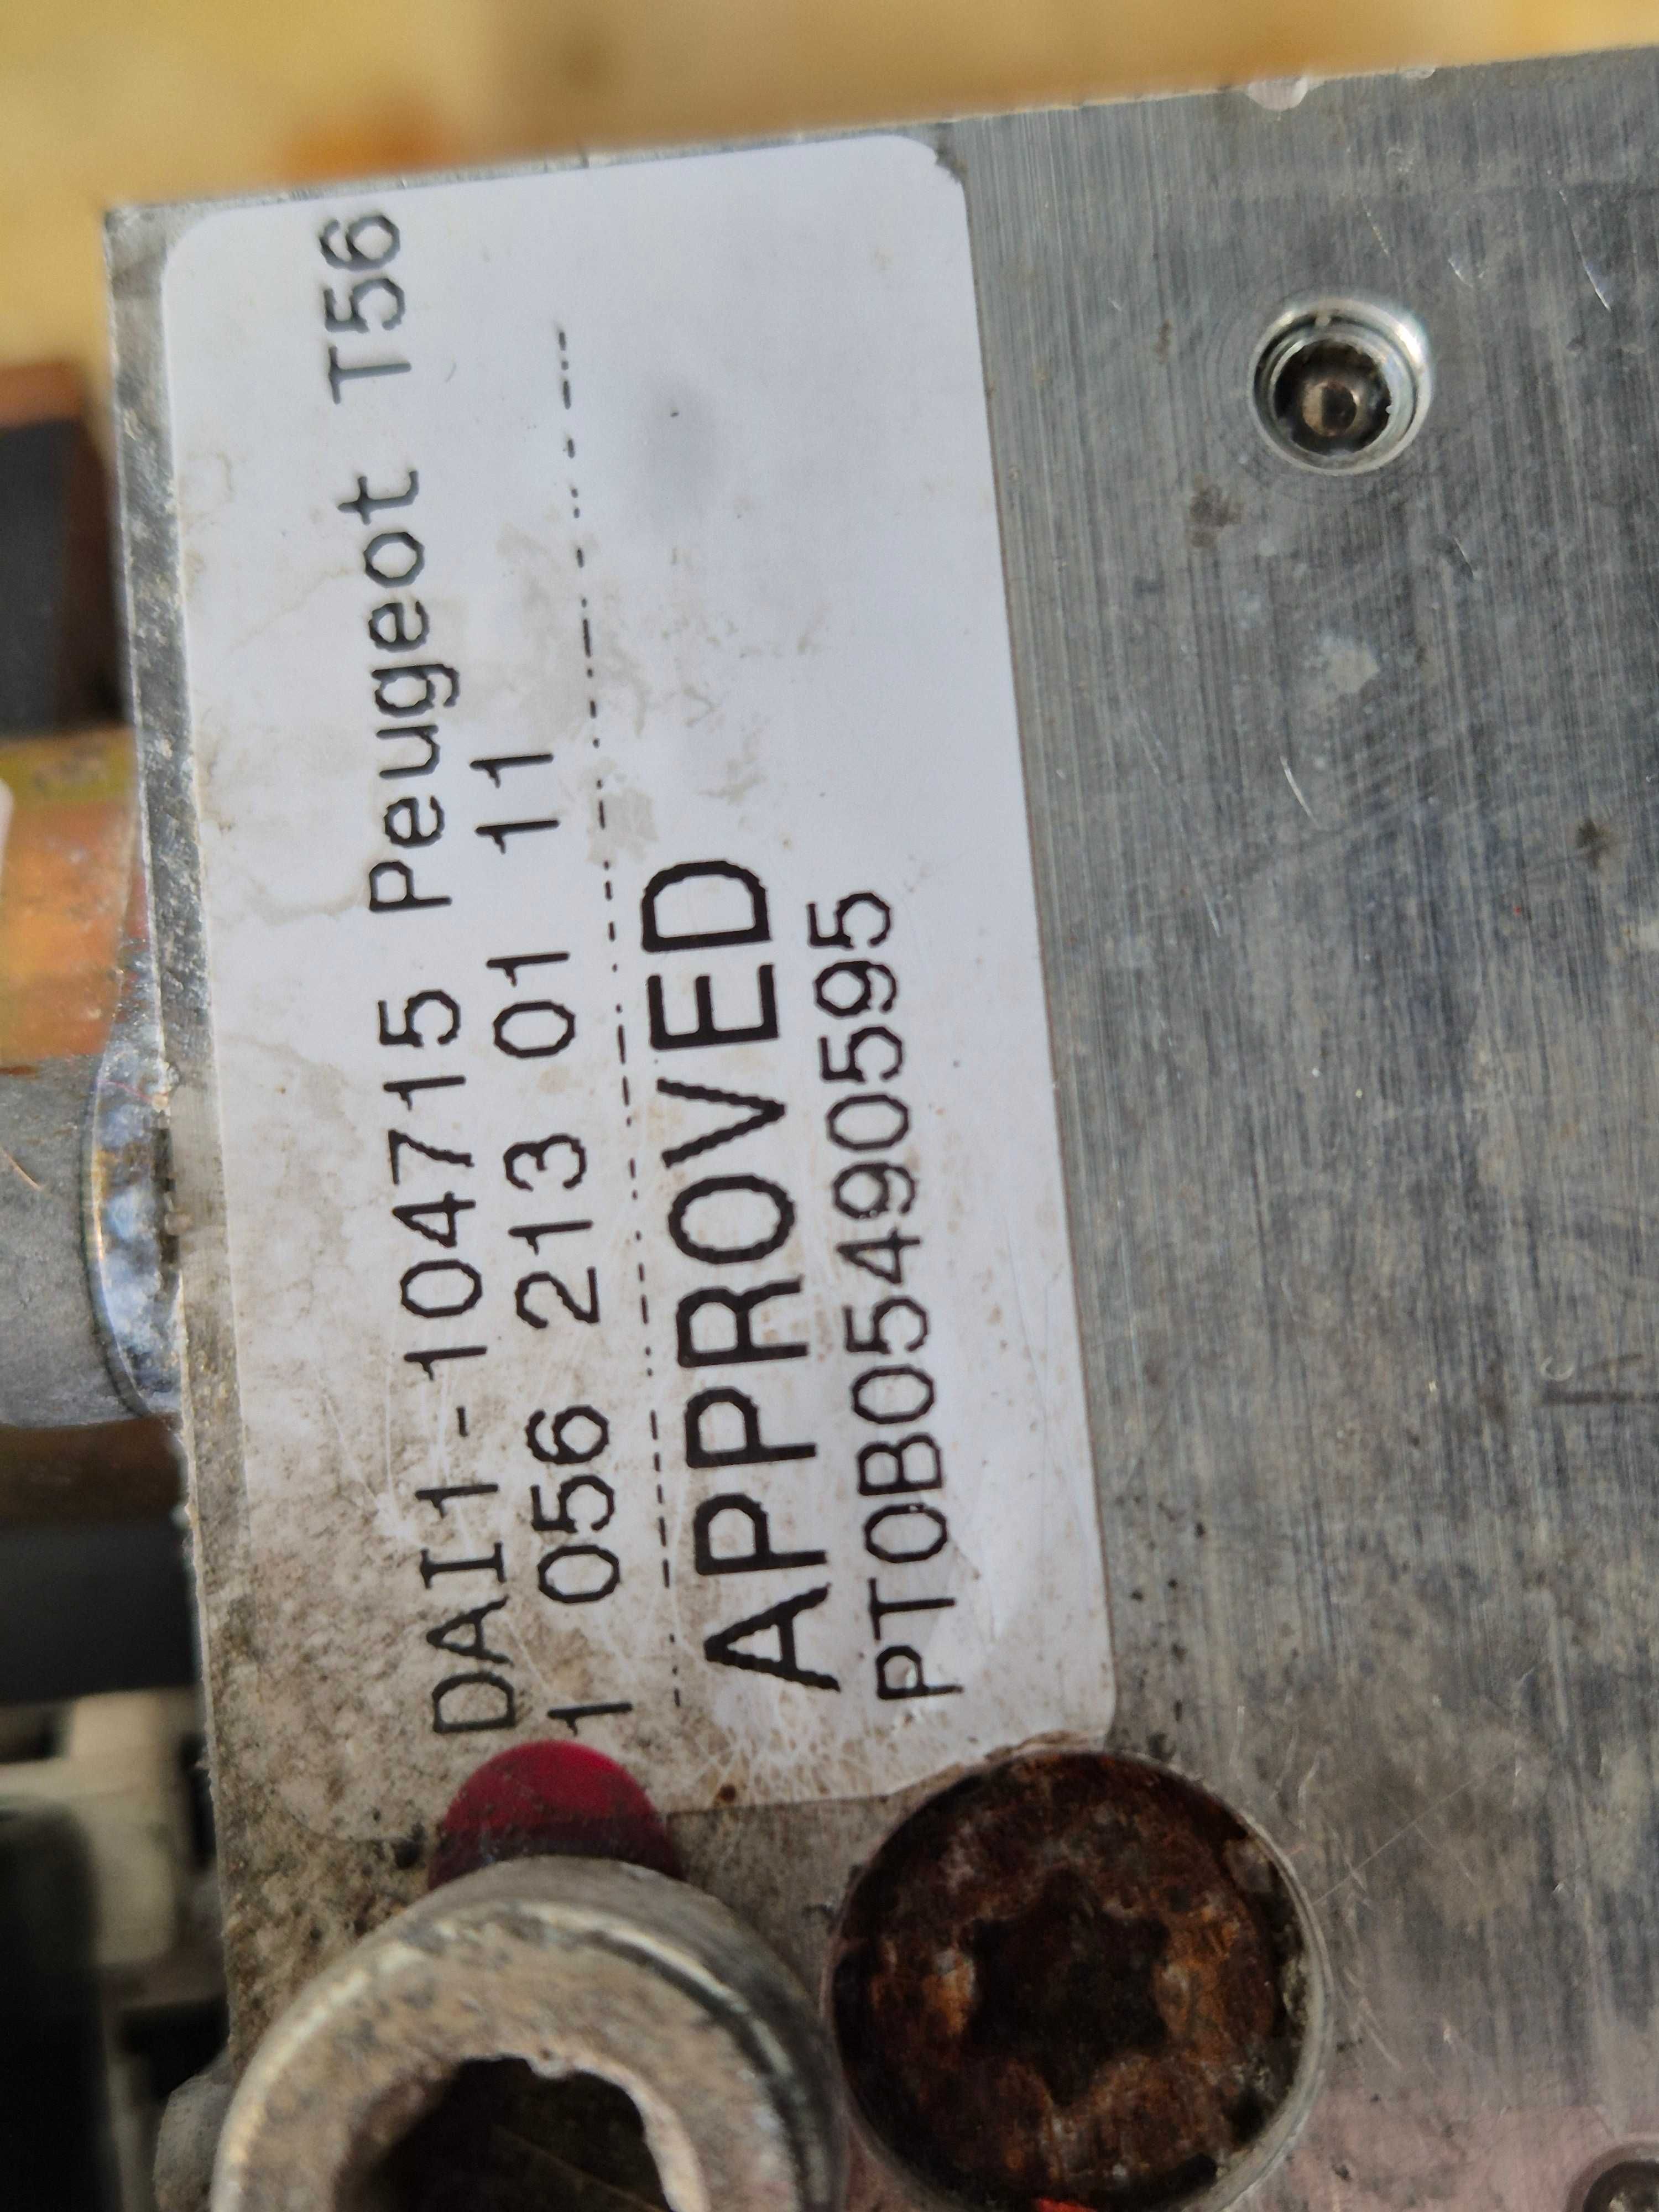 DAI1-104715 Peugeot T56
1 056 213 01 11
APPROVED
PT0B05490595